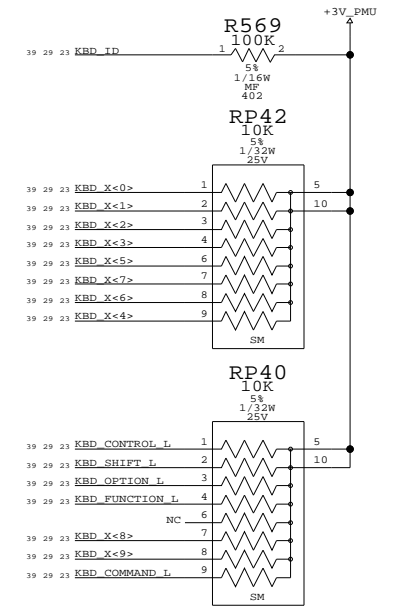 +3V_PMU
R569
100K
39 29 23 KBD_ID 1 2
5%
1/16W
MF
402
RP42
10K
5%
1/32W
25V
39 29 23 KBD_X<0> 1 5
39 29 23 KBD_X<1> 2 10
39 29 23 KBD_X<2> 3
39 29 23 KBD_X<3> 4
39 29 23 KBD_X<5> 6
39 29 23 KBD_X<7> 7
39 29 23 KBD_X<6> 8
39 29 23 KBD_X<4> 9
SM
RP40
10K
5%
1/32W
25V
39 29 23 KBD_CONTROL_L 1 5
39 29 23 KBD_SHIFT_L 2 10
39 29 23 KBD_OPTION_L 3
39 29 23 KBD_FUNCTION_L 4
NC 6
39 29 23 KBD_X<8> 7
39 29 23 KBD_X<9> 8
39 29 23 KBD_COMMAND_L 9
SM